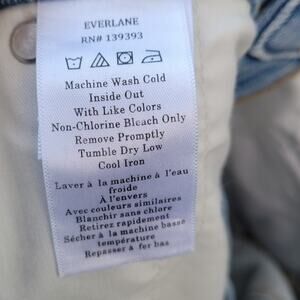 EVERLANE
RN# 139393
Machine Wash Cold
Inside Out
With Like Colors
Non-Chlorine Bleach Only
Remove Promptly
Tumble Dry Low
Cool Iron
Laver à la machine à l'eau
froide
À l'envers
Avec couleurs similaires
Blanchir sans chlore
Retirez rapidement
Sécher à la machine basse
température
Repasser à fer bas